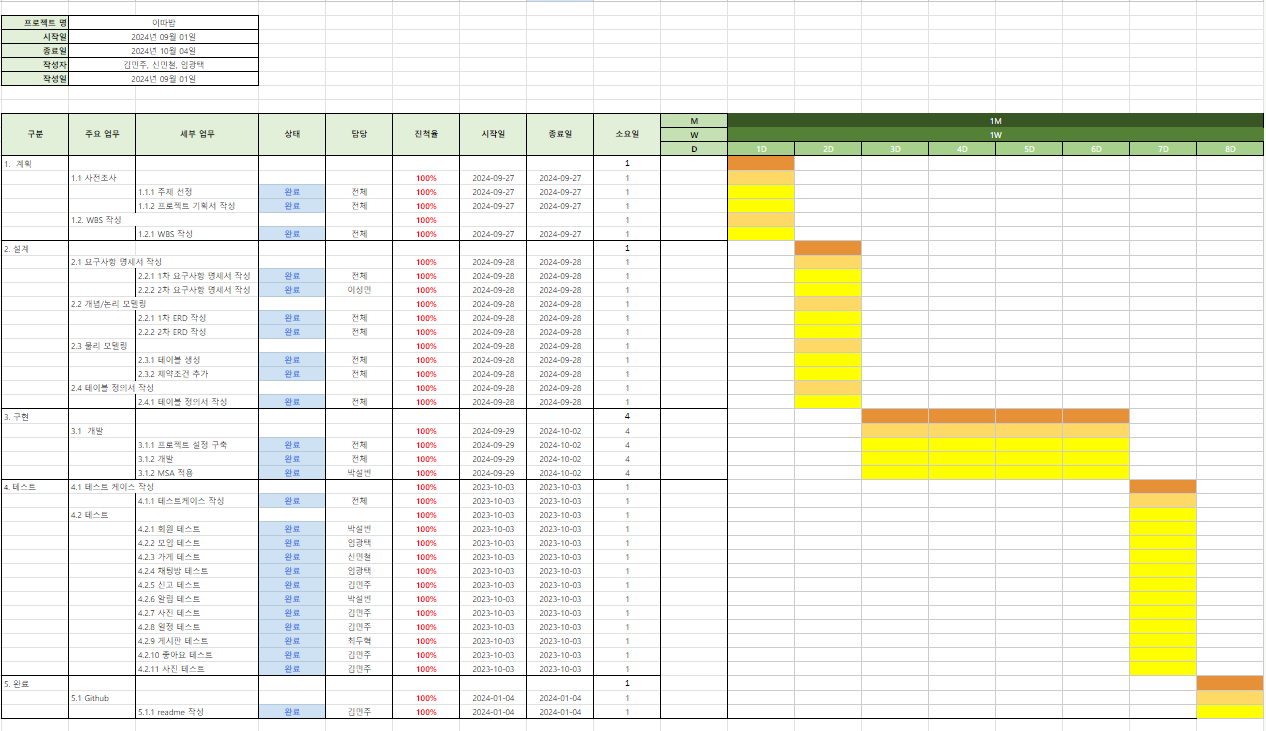 프로젝트 명 이따밥
시작일 2024년 09월 01일
종료일 2024년 10월 04일
작성자 김민주, 신민철, 임광택
작성일 2024년 09월 01일
구분 주요 업무 세부 업무 상태 담당 진척율 시작일 종료일 소요일 M 1M
W 1W
D 1D 2D 3D 4D 5D 6D 7D 8D
1. 계획 1
1.1 사전조사 100% 2024-09-27 2024-09-27 1
1.1.1 주제 선정 완료 전체 100% 2024-09-27 2024-09-27 1
1.1.2 프로젝트 기획서 작성 완료 전체 100% 2024-09-27 2024-09-27 1
1.2. WBS 작성 100% 2024-09-27 2024-09-27 1
1.2.1 WBS 작성 완료 전체 100% 2024-09-27 2024-09-27 1
2. 설계 1
2.1 요구사항 명세서 작성 100% 2024-09-28 2024-09-28 1
2.2.1 1차 요구사항 명세서 작성 완료 전체 100% 2024-09-28 2024-09-28 1
2.2.2 2차 요구사항 명세서 작성 완료 이성민 100% 2024-09-28 2024-09-28 1
2.2 개념/논리 모델링 100% 2024-09-28 2024-09-28 1
2.2.1 1차 ERD 작성 완료 전체 100% 2024-09-28 2024-09-28 1
2.2.2 2차 ERD 작성 완료 전체 100% 2024-09-28 2024-09-28 1
2.3 물리 모델링 100% 2024-09-28 2024-09-28 1
2.3.1 테이블 생성 완료 전체 100% 2024-09-28 2024-09-28 1
2.3.2 제약조건 추가 완료 전체 100% 2024-09-28 2024-09-28 1
2.4 테이블 정의서 작성 100% 2024-09-28 2024-09-28 1
2.4.1 테이블 정의서 작성 완료 전체 100% 2024-09-28 2024-09-28 1
3. 구현 4
3.1 개발 100% 2024-09-29 2024-10-02 4
3.1.1 프로젝트 설정 구축 완료 전체 100% 2024-09-29 2024-10-02 4
3.1.2 개발 완료 전체 100% 2024-09-29 2024-10-02 4
3.1.2 MSA 적용 완료 박설빈 100% 2024-09-29 2024-10-02 4
4. 테스트 4.1 테스트 케이스 작성 100% 2023-10-03 2023-10-03 1
4.1.1 테스트케이스 작성 완료 전체 100% 2023-10-03 2023-10-03 1
4.2 테스트 100% 2023-10-03 2023-10-03 1
4.2.1 회원 테스트 완료 박설빈 100% 2023-10-03 2023-10-03 1
4.2.2 모임 테스트 완료 임광택 100% 2023-10-03 2023-10-03 1
4.2.3 가게 테스트 완료 신민철 100% 2023-10-03 2023-10-03 1
4.2.4 채팅방 테스트 완료 임광택 100% 2023-10-03 2023-10-03 1
4.2.5 신고 테스트 완료 김민주 100% 2023-10-03 2023-10-03 1
4.2.6 알림 테스트 완료 박설빈 100% 2023-10-03 2023-10-03 1
4.2.7 사진 테스트 완료 김민주 100% 2023-10-03 2023-10-03 1
4.2.8 일정 테스트 완료 김민주 100% 2023-10-03 2023-10-03 1
4.2.9 게시판 테스트 완료 최두혁 100% 2023-10-03 2023-10-03 1
4.2.10 좋아요 테스트 완료 김민주 100% 2023-10-03 2023-10-03 1
4.2.11 사진 테스트 완료 김민주 100% 2023-10-03 2023-10-03 1
5. 완료 1
5.1 Github 100% 2024-01-04 2024-01-04 1
5.1.1 readme 작성 완료 김민주 100% 2024-01-04 2024-01-04 1